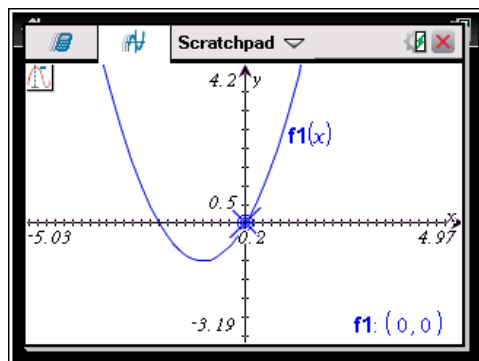 Scratchpad
4.2 y
f1(x)
0.5
x
-5.03 0.2 4.97
-3.19 f1: (0,0)